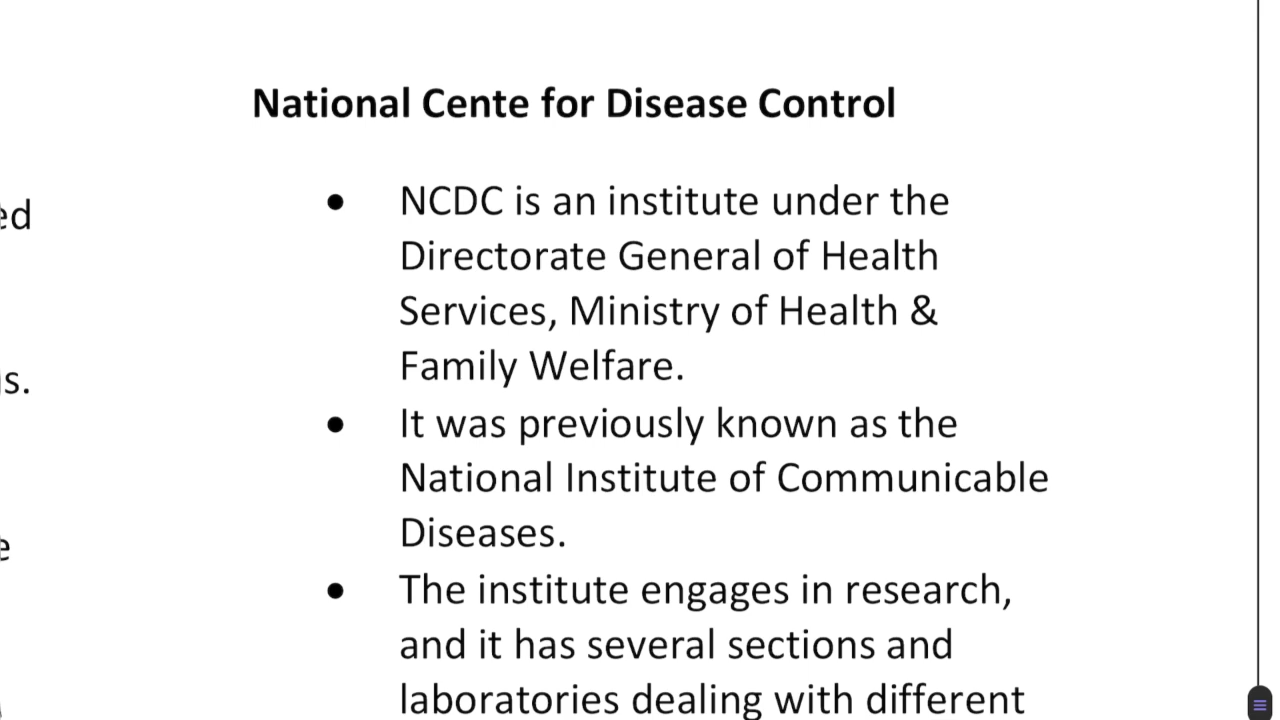 National Cente for Disease Control
ed
s.
e
• NCDC is an institute under the
Directorate General of Health
Services, Ministry of Health &
Family Welfare.
• It was previously known as the
National Institute of Communicable
Diseases.
• The institute engages in research,
and it has several sections and
laboratories dealing with different